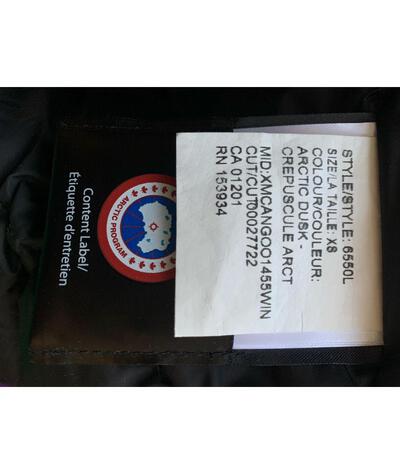 STYLE/STYLE: 6550L
SIZE/LA TAILLE: XS
COLOUR/COULEUR:
ARCTIC DUSK -
CREPUSCULE ARCT
MID:XMCANGOO1455WIN
CUT/CUT00027722
CA 01201
RN 153934
ARCTIC PROGRAM
Content Label/
Étiquette d'entretien